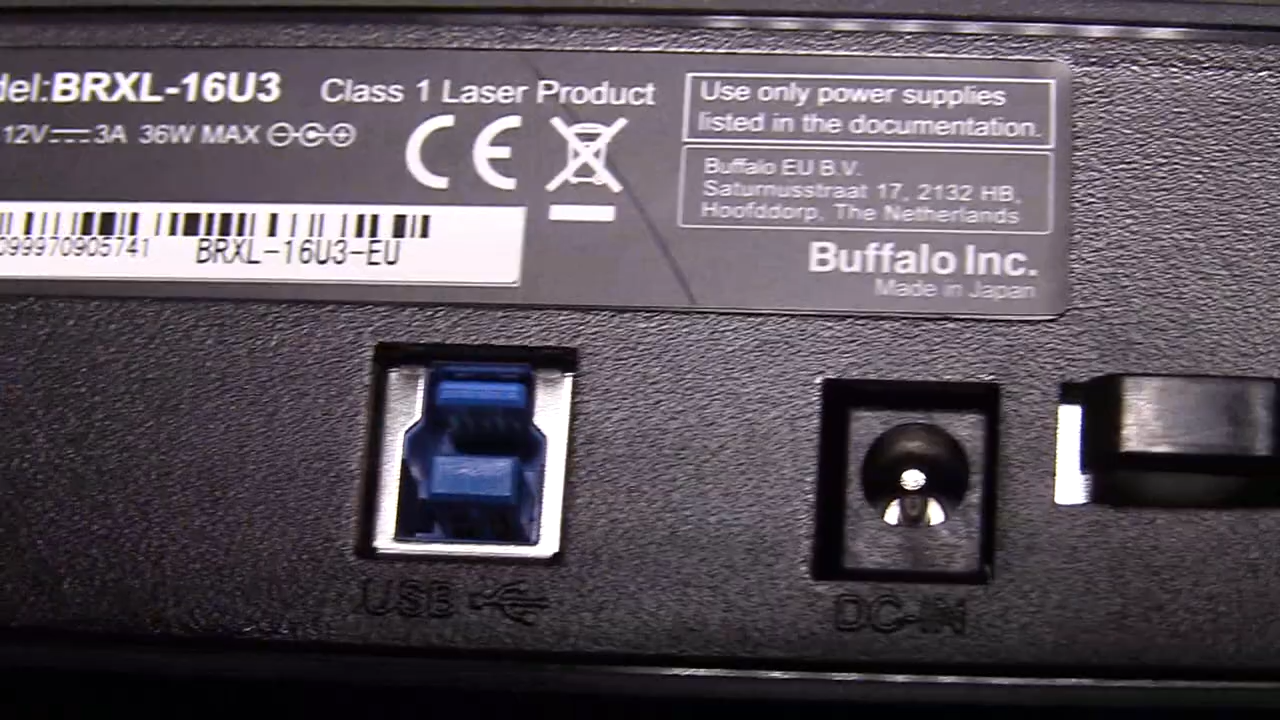 del:BRXL-16U3 Class 1 Laser Product
12V 3A 36W MAX
CE
099970905741 BRXL-16U3-EU
Use only power supplies
listed in the documentation.
Buffalo EU B.V.
Saturnusstraat 17, 2132 HB,
Hoofddorp, The Netherlands
Buffalo Inc.
Made in Japan
USB
DC-IN